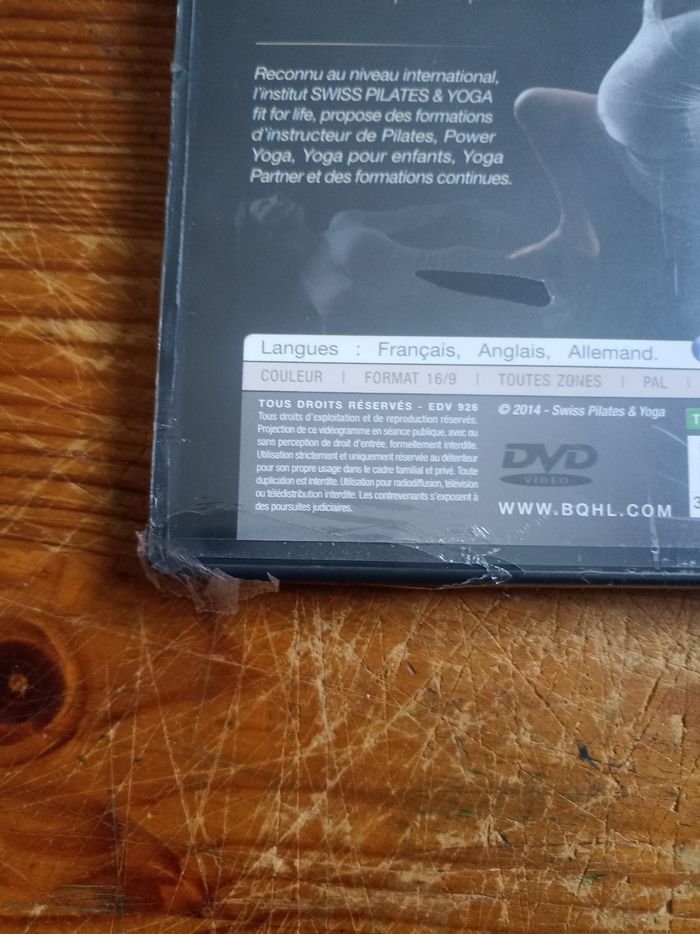 Reconnu au niveau international,
l'institut SWISS PILATES & YOGA
fit for life, propose des formations
d'instructeur de Pilates, Power
Yoga, Yoga pour enfants, Yoga
Partner et des formations continues.
Langues : Français, Anglais, Allemand.
COULEUR | FORMAT 16/9 | TOUTES ZONES | PAL |
TOUS DROITS RÉSERVÉS - EDV 926
Tous droits d'exploitation et de reproduction réservés.
Projection de ce vidéogramme en séance publique, avec ou
sans perception de droit d'entrée, formellement interdite.
Utilisation strictement et uniquement réservée au détenteur
pour son propre usage dans le cadre familial et privé. Toute
duplication est interdite. Utilisation pour radiodiffusion, télévision
ou télédistribution interdite. Les contrevenants s'exposent à
des poursuites judiciaires.
© 2014 - Swiss Pilates & Yoga
DVD
VIDEO
WWW.BQHL.COM
T
3